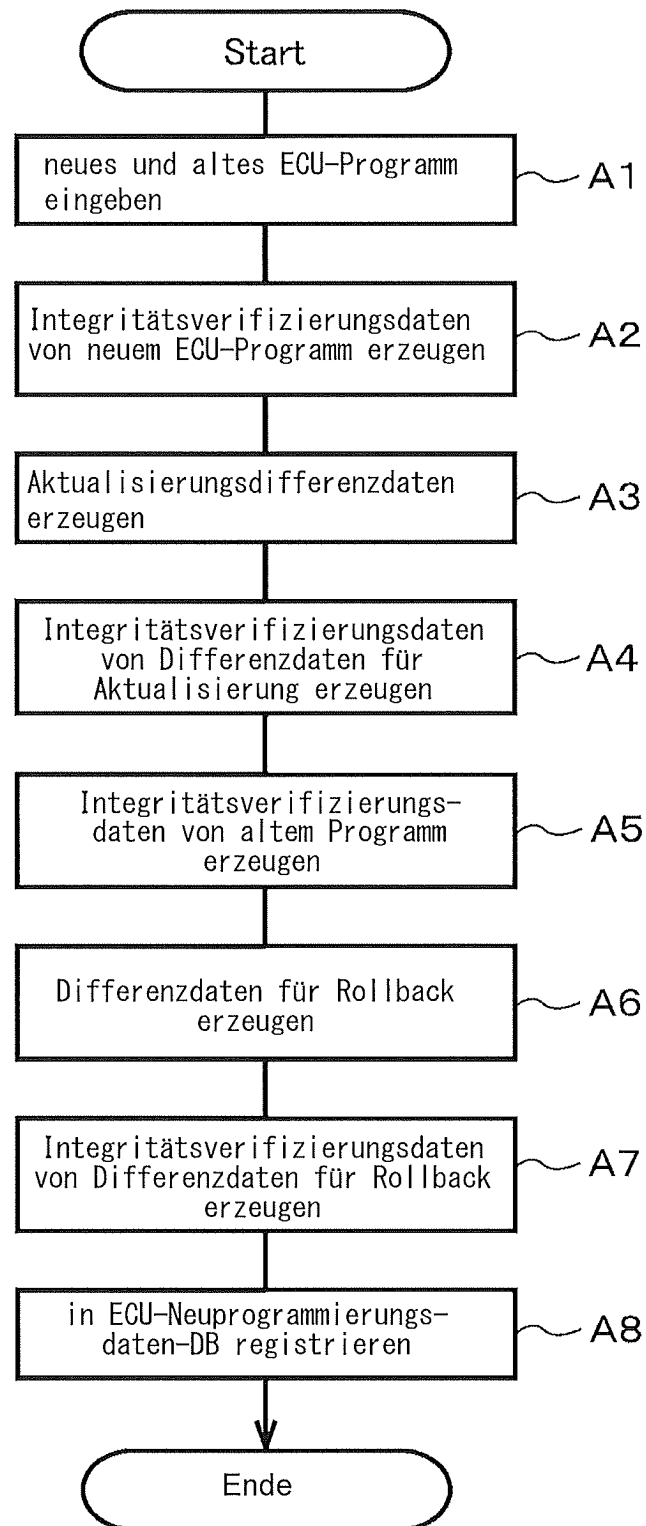 Start
neues und altes ECU-Programm
eingeben
A1
Integritätsverifizierungsdaten
von neuem ECU-Programm erzeugen
A2
Aktualisierungsdifferenzdaten
erzeugen
A3
Integritätsverifizierungsdaten
von Differenzdaten für
Aktualisierung erzeugen
A4
Integritätsverifizierungs-
daten von altem Programm
erzeugen
A5
Differenzdaten für Rollback
erzeugen
A6
Integritätsverifizierungsdaten
von Differenzdaten für Rollback
erzeugen
A7
in ECU-Neuprogrammierungs-
daten-DB registrieren
A8
Ende